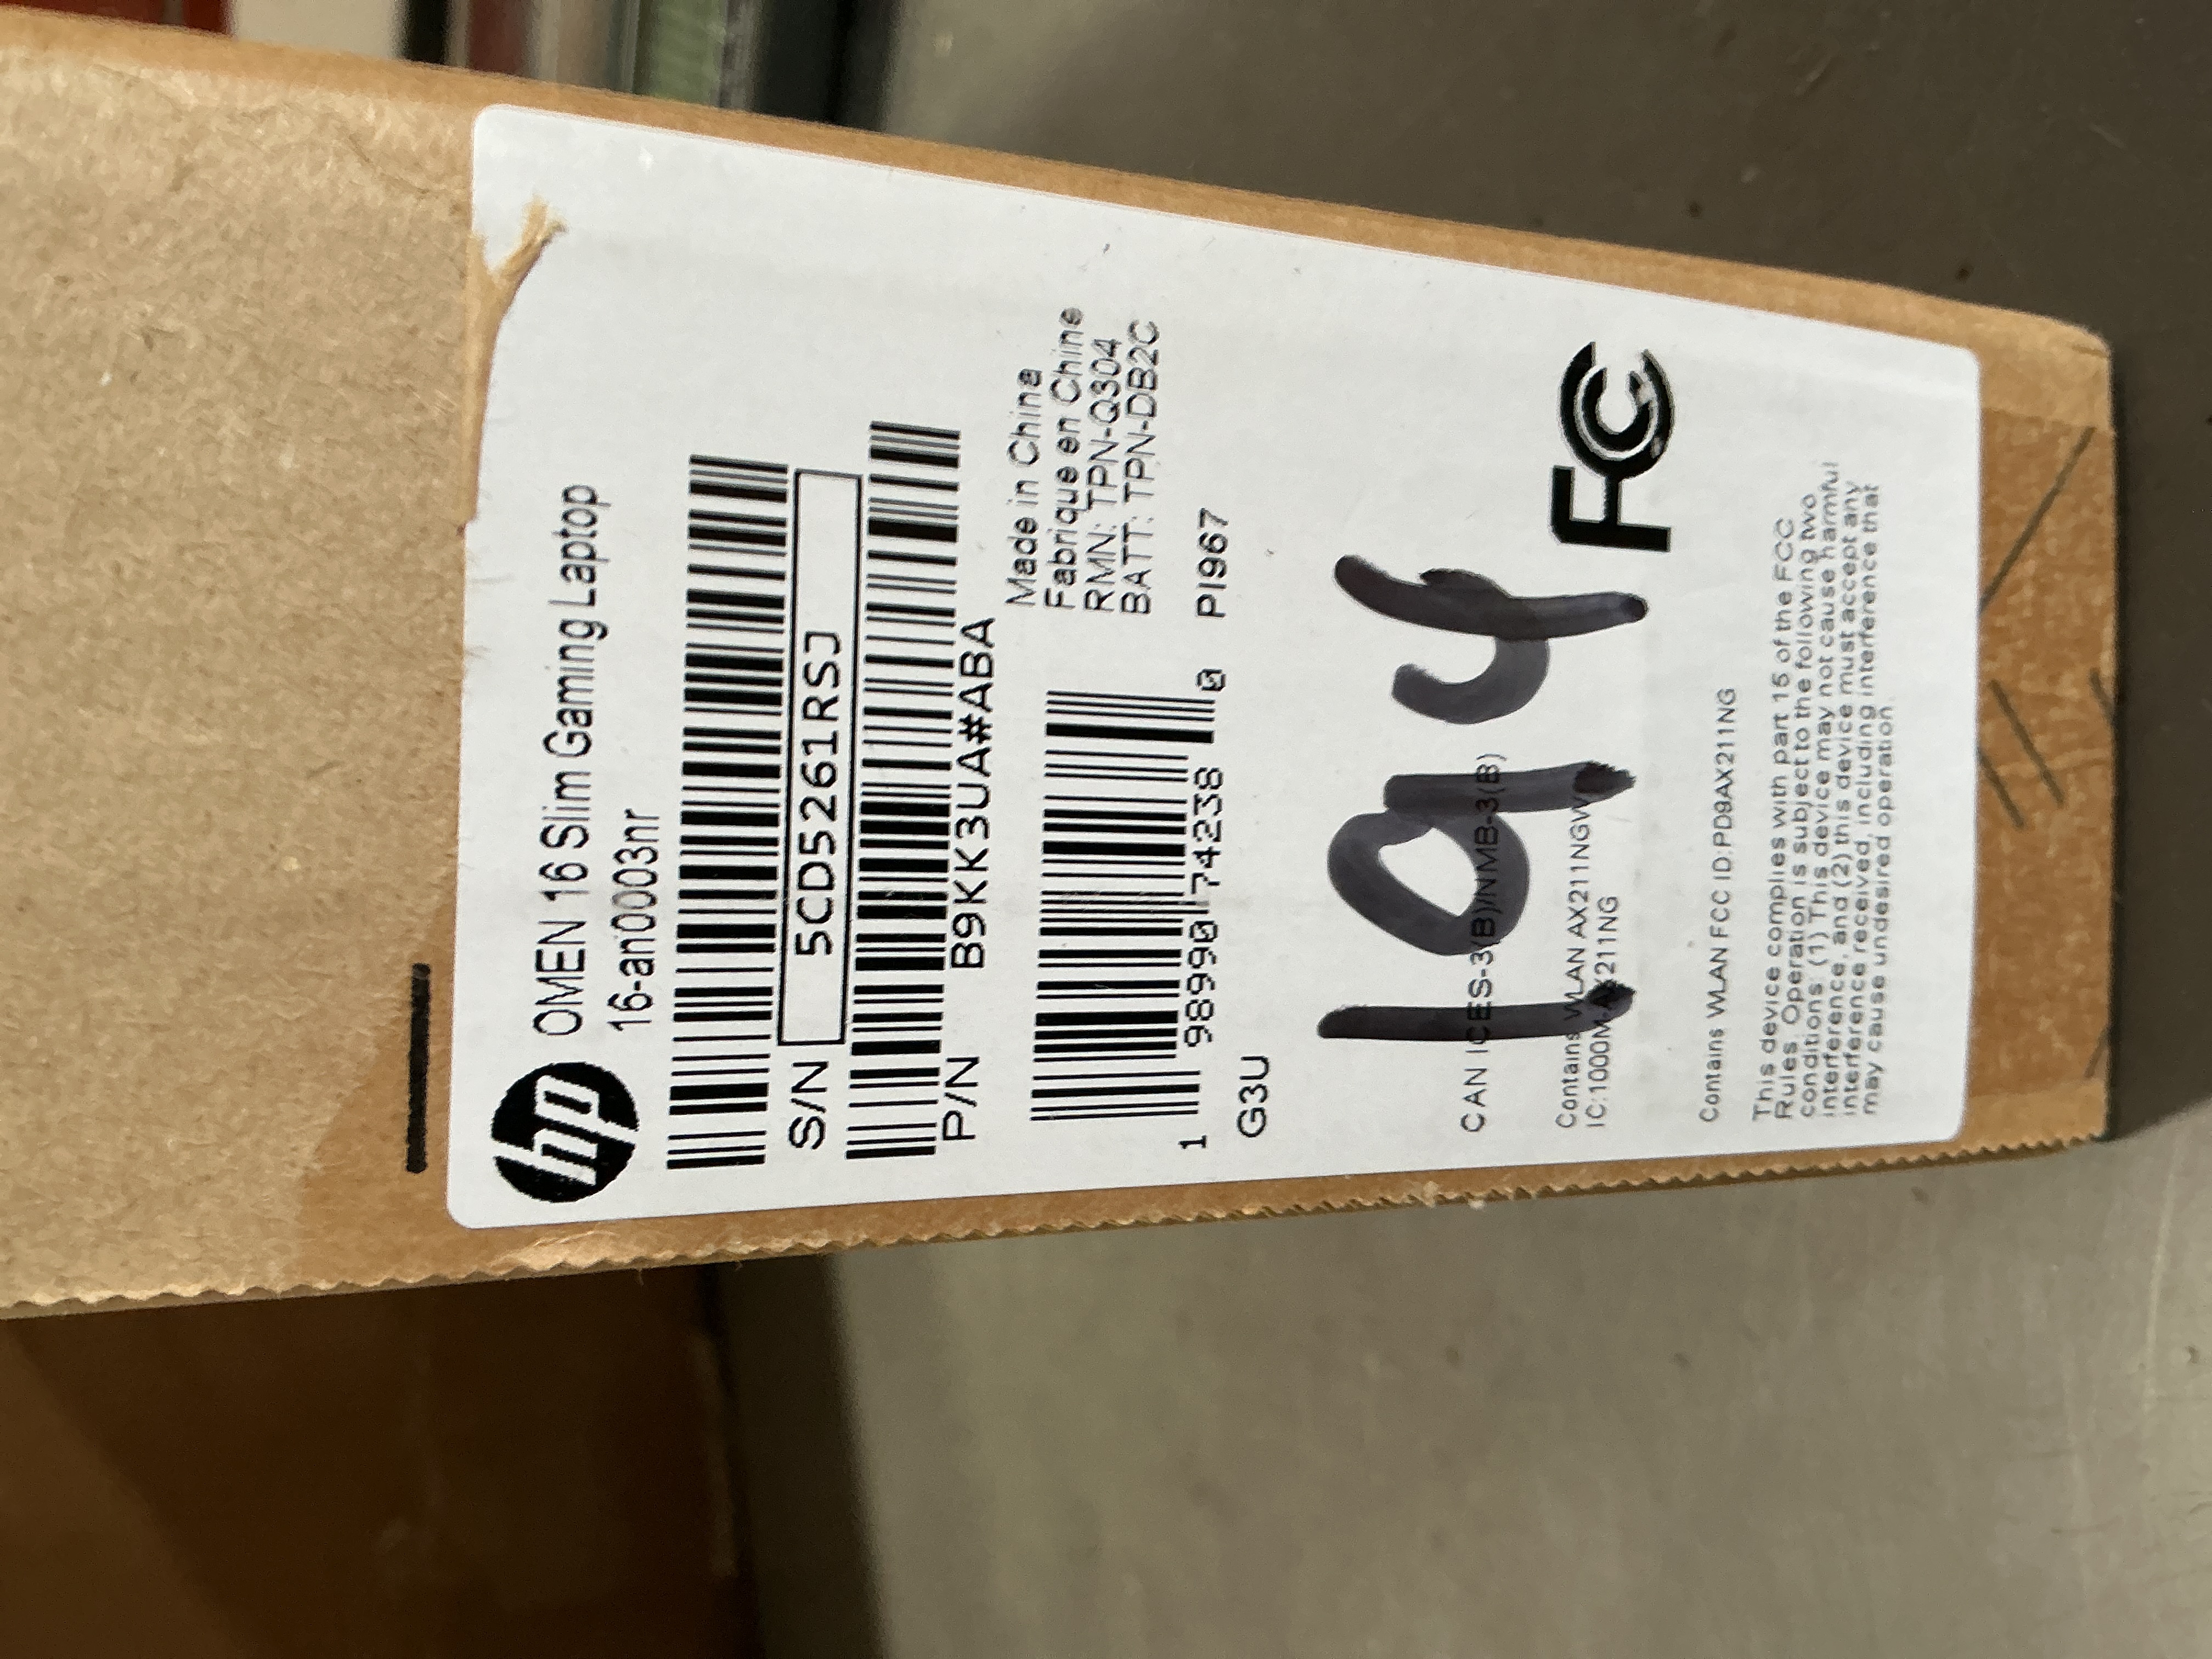 hp
OMEN 16 Slim Gaming Laptop
16-an0003nr
S/N 5CD5261RSJ
P/N B9KK3UA#ABA
Made in China
Fabrique en Chine
RMN: TPN-Q304
BATT: TPN-DB2C
1 98990 74238 0 PI967
G3U
194
CAN ICES-3(B)/NMB-3(B)
Contains WLAN AX211NGW
IC:1000M-AX211NG
FC
Contains WLAN FCC ID:PD9AX211NG
This device complies with part 15 of the FCC
Rules. Operation is subject to the following two
conditions: (1) This device may not cause harmful
interference, and (2) this device must accept any
interference received, including interference that
may cause undesired operation